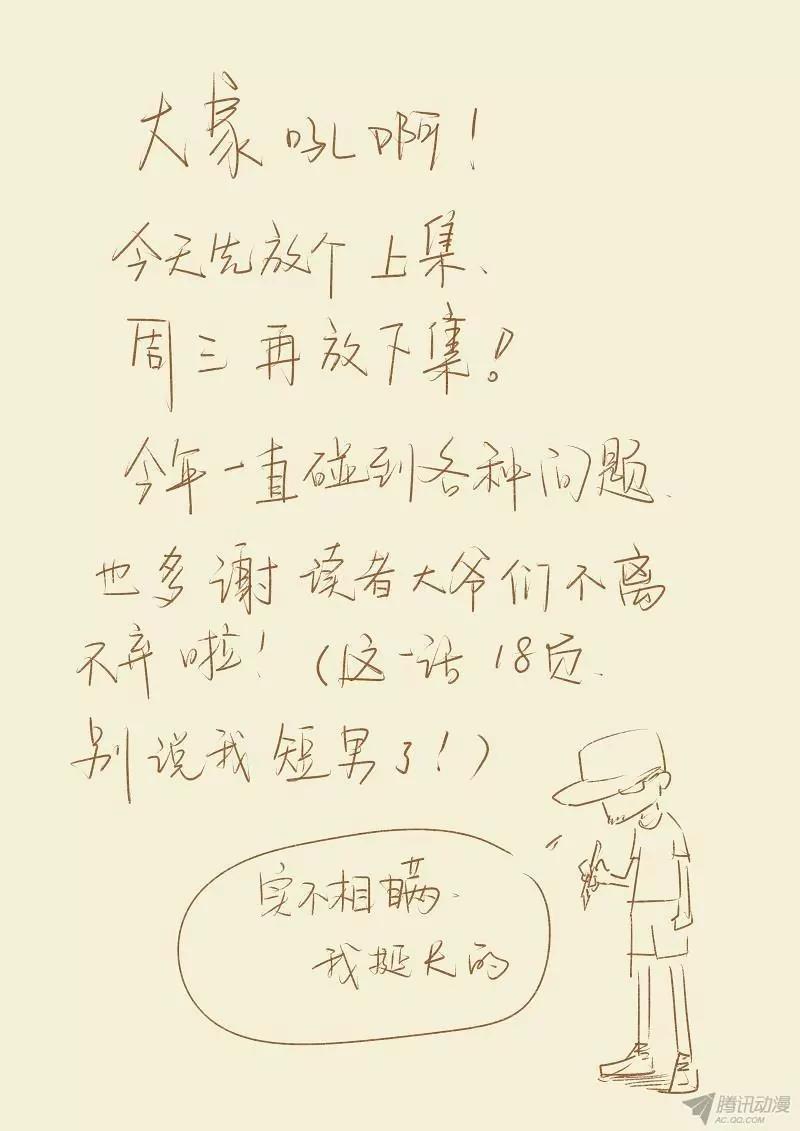 大家吼啊！
今天先放个上集、
周三再放下集！
今年一直碰到各种问题、
也多谢读者大爷们不离
不弃啦！（这一话18页、
别说我短男了！）
实不相瞒、
我挺长的
腾讯动漫
AC.QQ.COM